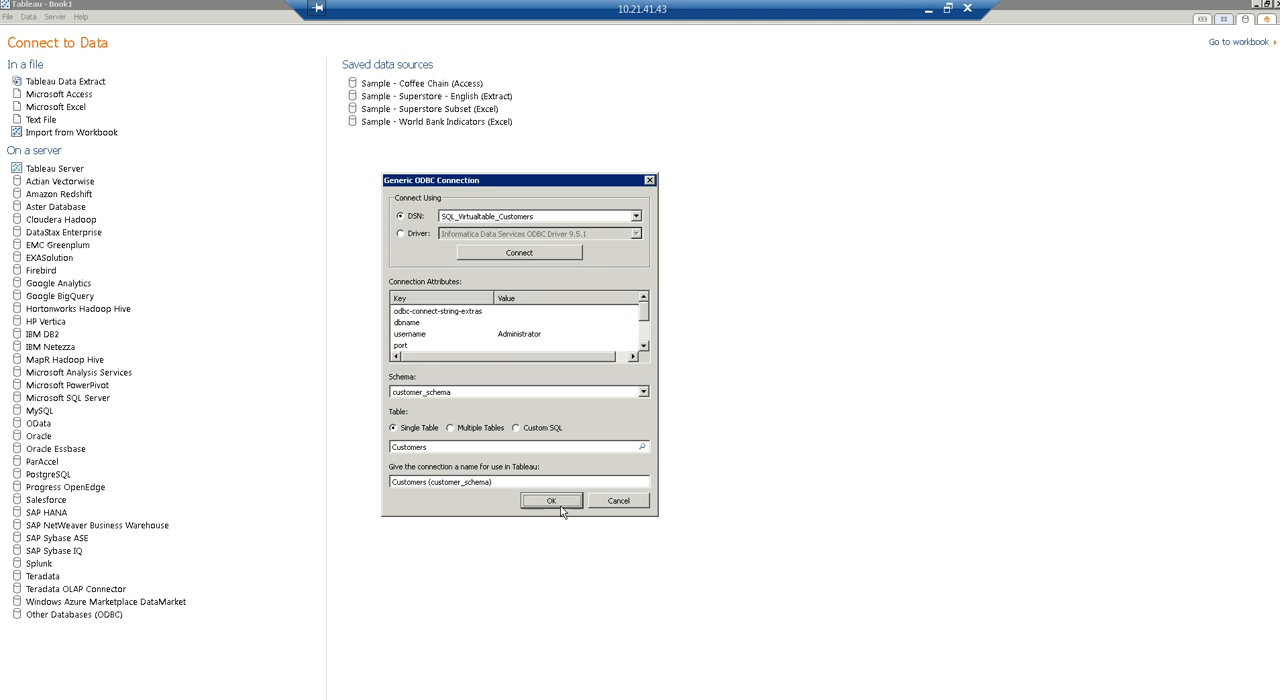 Tableau - Book1
10.21.41.43
File Data Server Help
Connect to Data
Go to workbook
In a file
Tableau Data Extract
Microsoft Access
Microsoft Excel
Text File
Import from Workbook
On a server
Tableau Server
Actian Vectorwise
Amazon Redshift
Aster Database
Cloudera Hadoop
DataStax Enterprise
EMC Greenplum
EXASolution
Firebird
Google Analytics
Google BigQuery
Hortonworks Hadoop Hive
HP Vertica
IBM DB2
IBM Netezza
MapR Hadoop Hive
Microsoft Analysis Services
Microsoft PowerPivot
Microsoft SQL Server
MySQL
OData
Oracle
Oracle Essbase
ParAccel
PostgreSQL
Progress OpenEdge
Salesforce
SAP HANA
SAP NetWeaver Business Warehouse
SAP Sybase ASE
SAP Sybase IQ
Splunk
Teradata
Teradata OLAP Connector
Windows Azure Marketplace DataMarket
Other Databases (ODBC)
Saved data sources
Sample - Coffee Chain (Access)
Sample - Superstore - English (Extract)
Sample - Superstore Subset (Excel)
Sample - World Bank Indicators (Excel)
Generic ODBC Connection
Connect Using
DSN: SQL_Virtualtable_Customers
Driver: Informatica Data Services ODBC Driver 9.5.1
Connect
Connection Attributes:
Key Value
odbc-connect-string-extras
dbname
username Administrator
port
Schema:
customer_schema
Table:
Single Table Multiple Tables Custom SQL
Customers
Give the connection a name for use in Tableau:
Customers (customer_schema)
OK Cancel